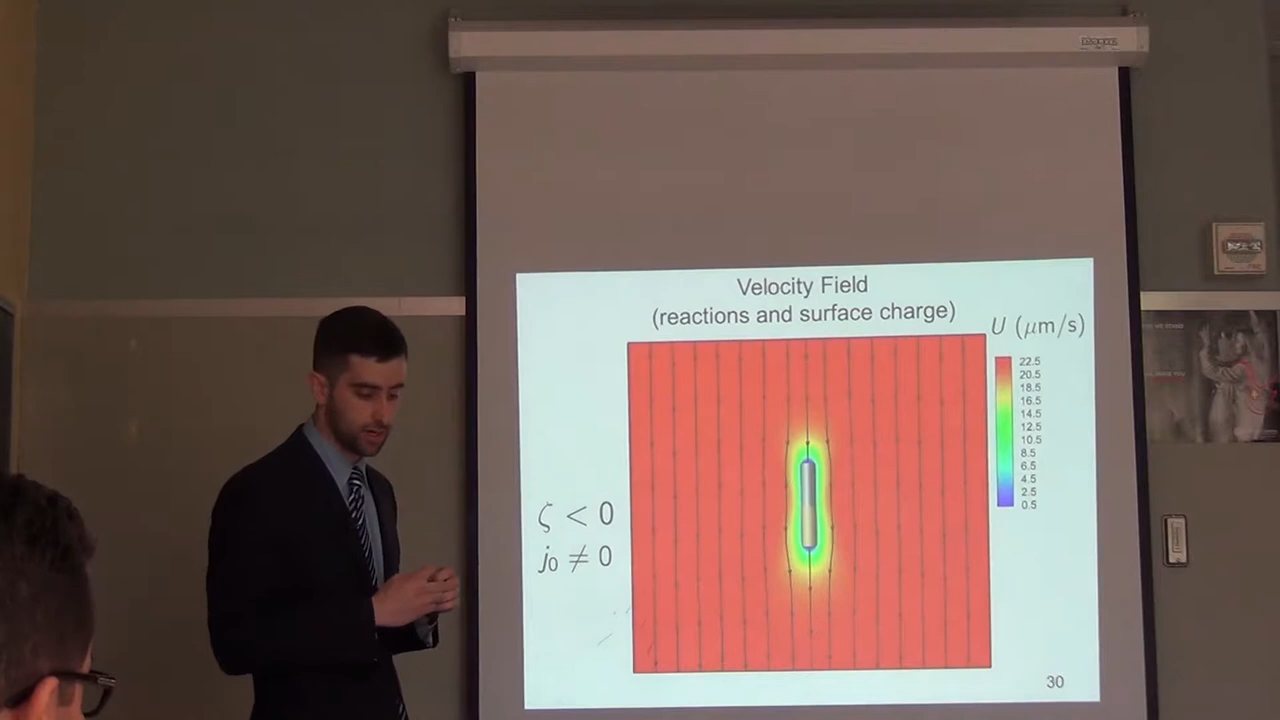 Velocity Field
(reactions and surface charge)
U (μm/s)
22.5
20.5
18.5
16.5
14.5
12.5
10.5
8.5
6.5
4.5
2.5
0.5
ζ < 0
j₀ ≠ 0
30